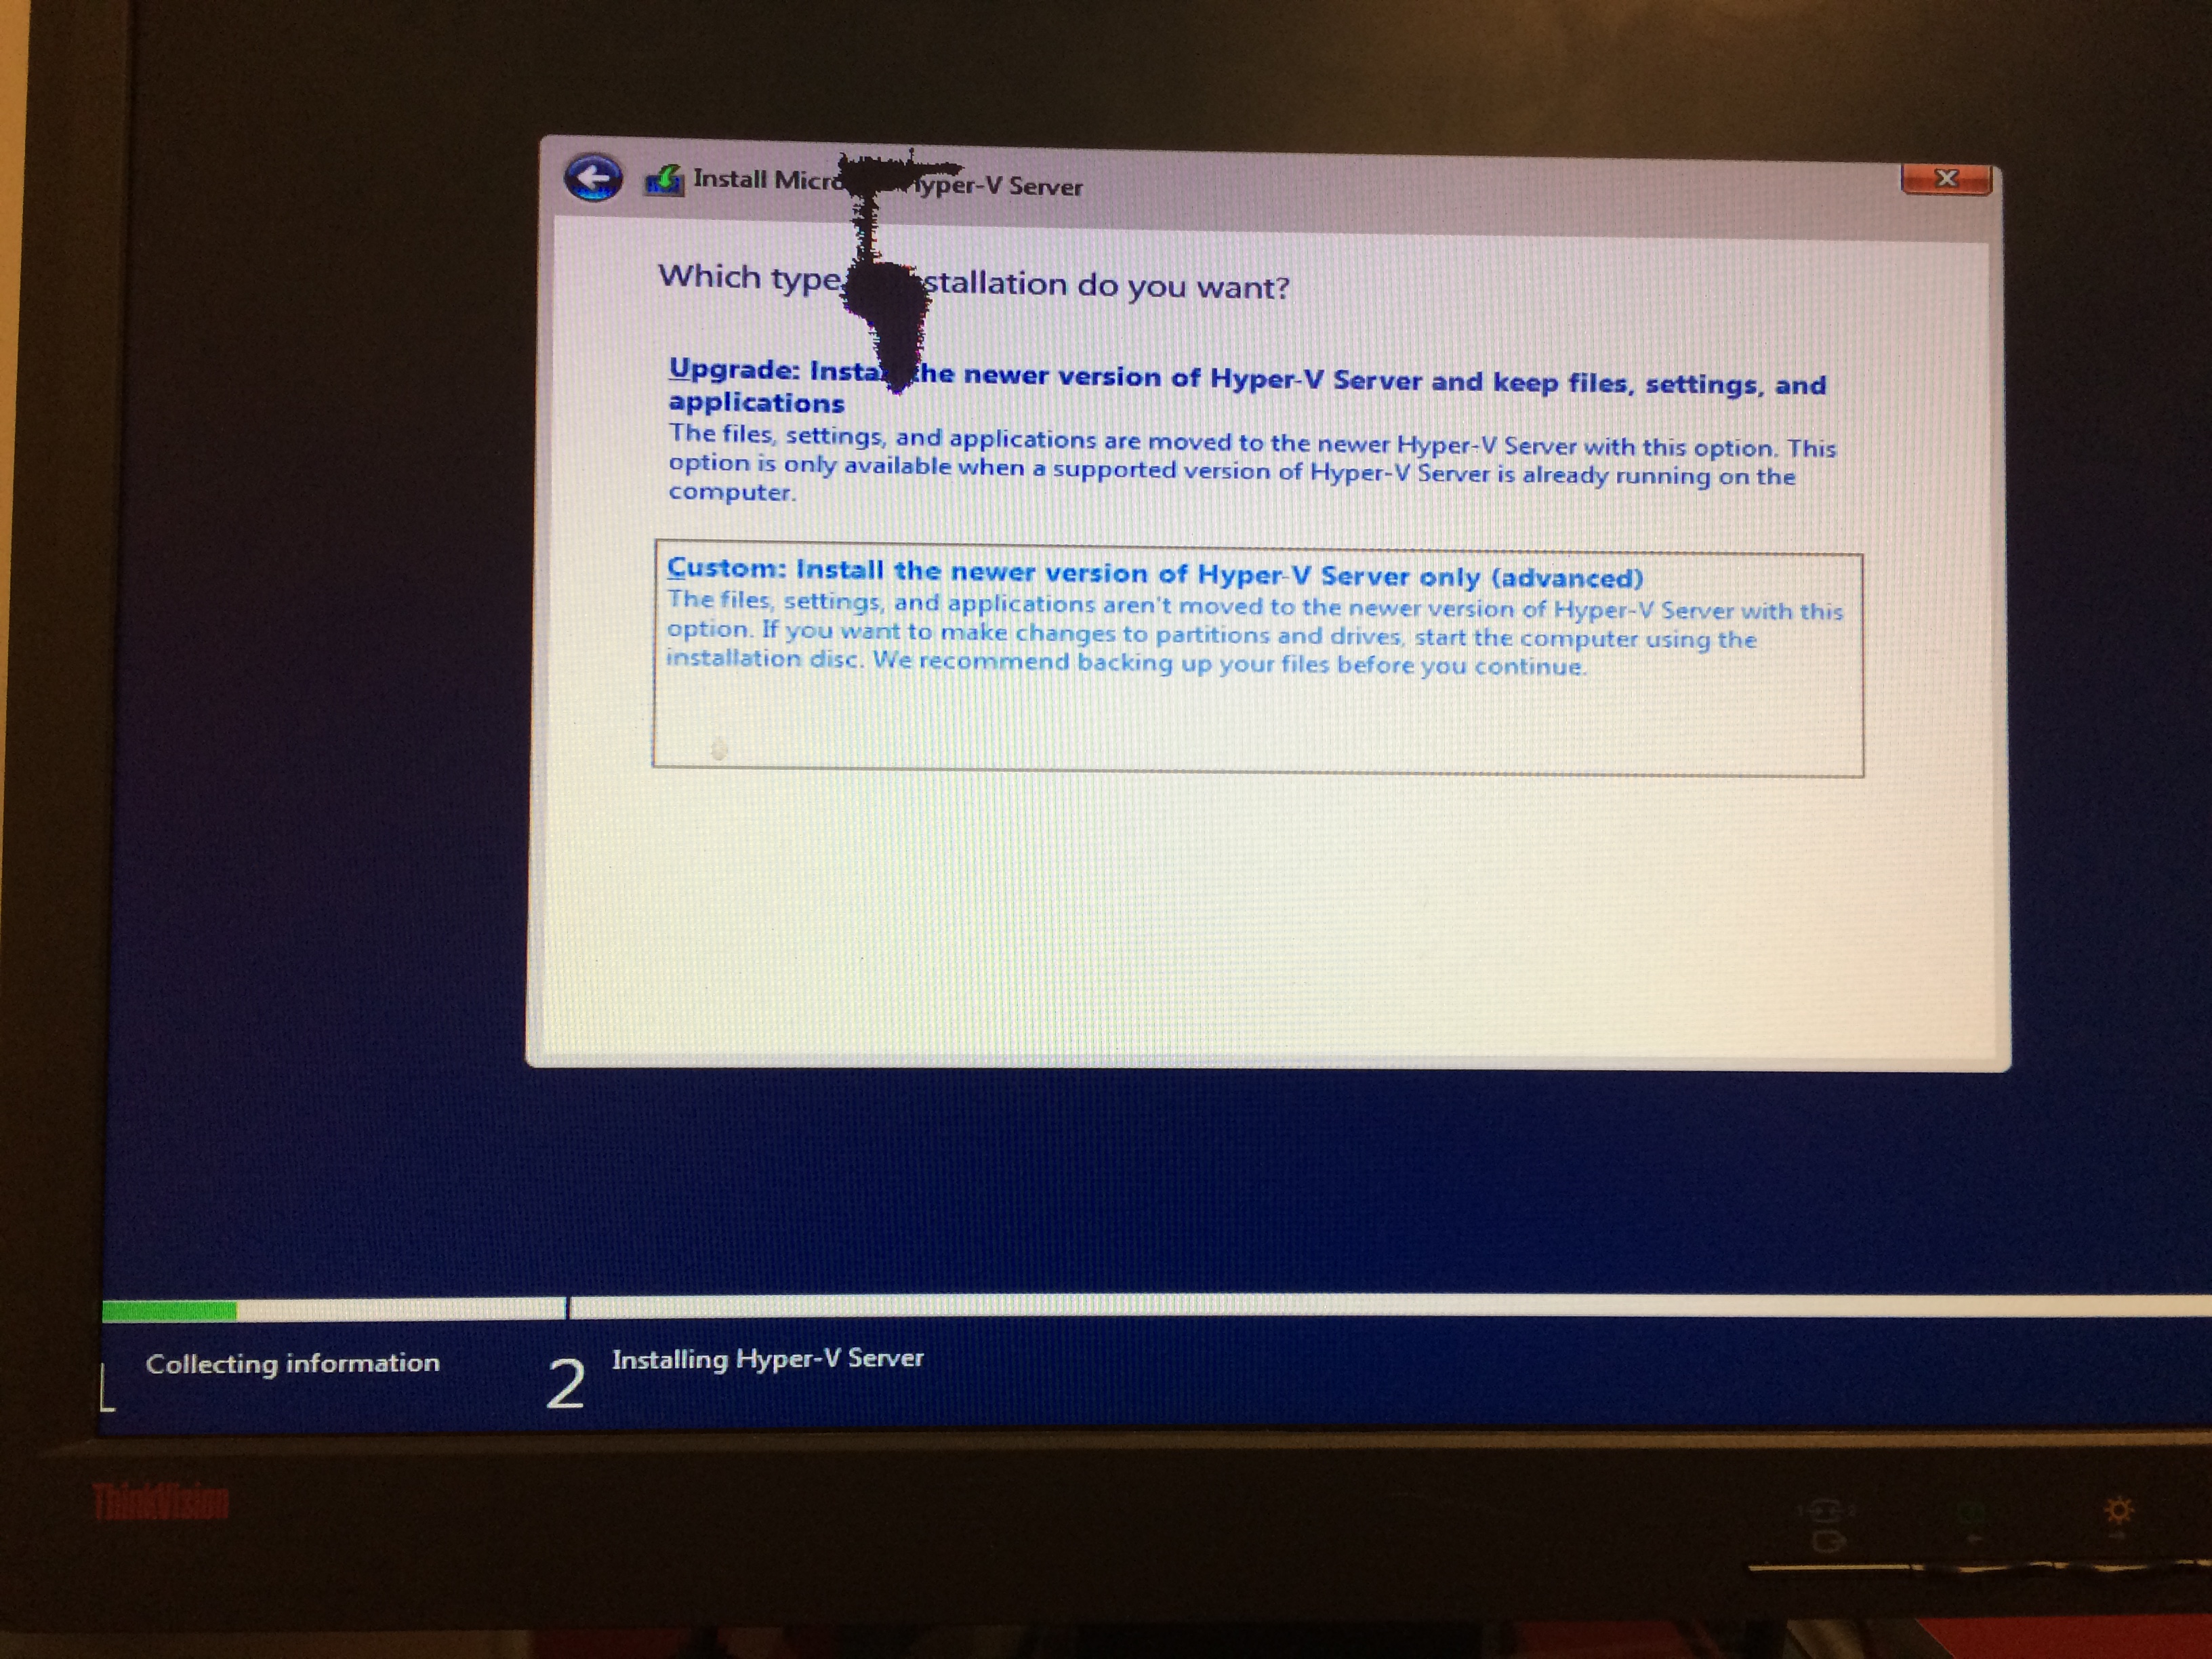 Install Micro yper-V Server
Which type stallation do you want?
Upgrade: Insta the newer version of Hyper-V Server and keep files, settings, and
applications
The files, settings, and applications are moved to the newer Hyper-V Server with this option. This
option is only available when a supported version of Hyper-V Server is already running on the
computer.
Custom: Install the newer version of Hyper-V Server only (advanced)
The files, settings, and applications aren't moved to the newer version of Hyper-V Server with this
option. If you want to make changes to partitions and drives, start the computer using the
installation disc. We recommend backing up your files before you continue.
1 Collecting information
2 Installing Hyper-V Server
ThinkVision